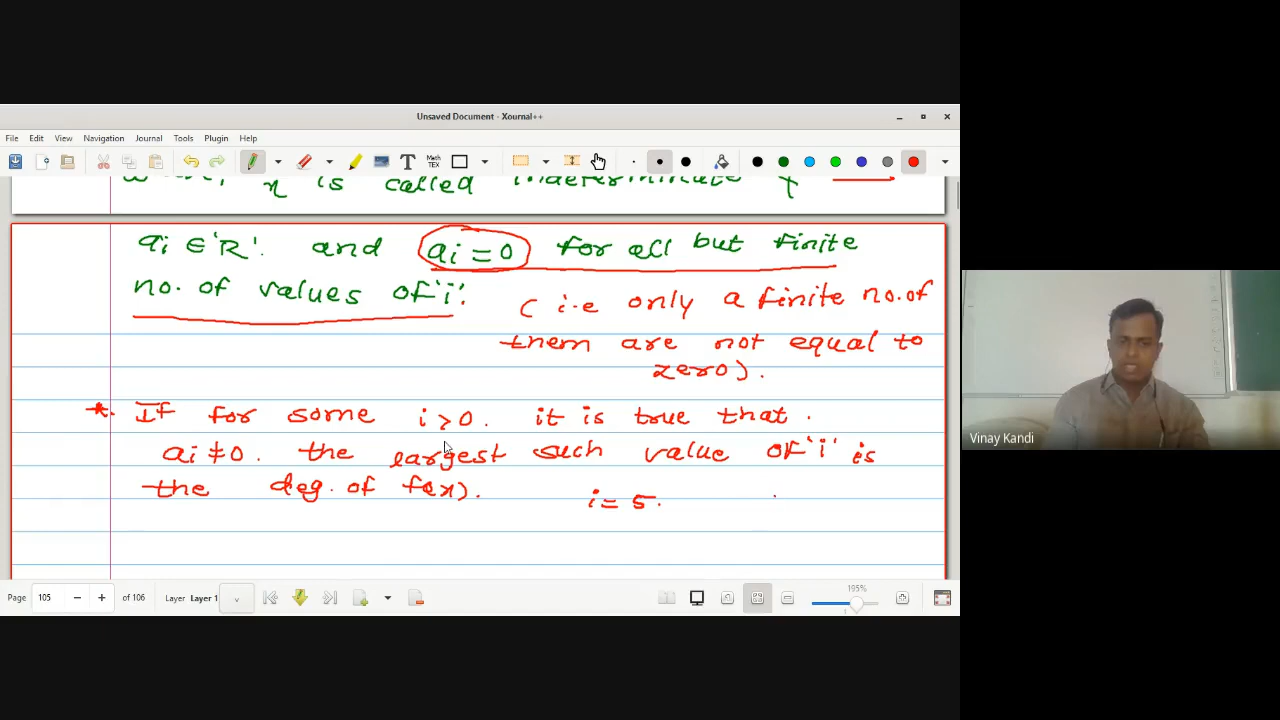 Unsaved Document - Xournal++
File Edit View Navigation Journal Tools Plugin Help
x is called indeterminate &
ai ∈ 'R'. and ai = 0 for all but finite
no. of values of 'i'.
( i.e only a finite no. of
them are not equal to
zero).
*. If for some i > 0. it is true that .
ai ≠ 0. the largest such value of 'i' is
the deg. of f(x).
i = 5.
Vinay Kandi
Page 105 of 106 Layer Layer 1 195%